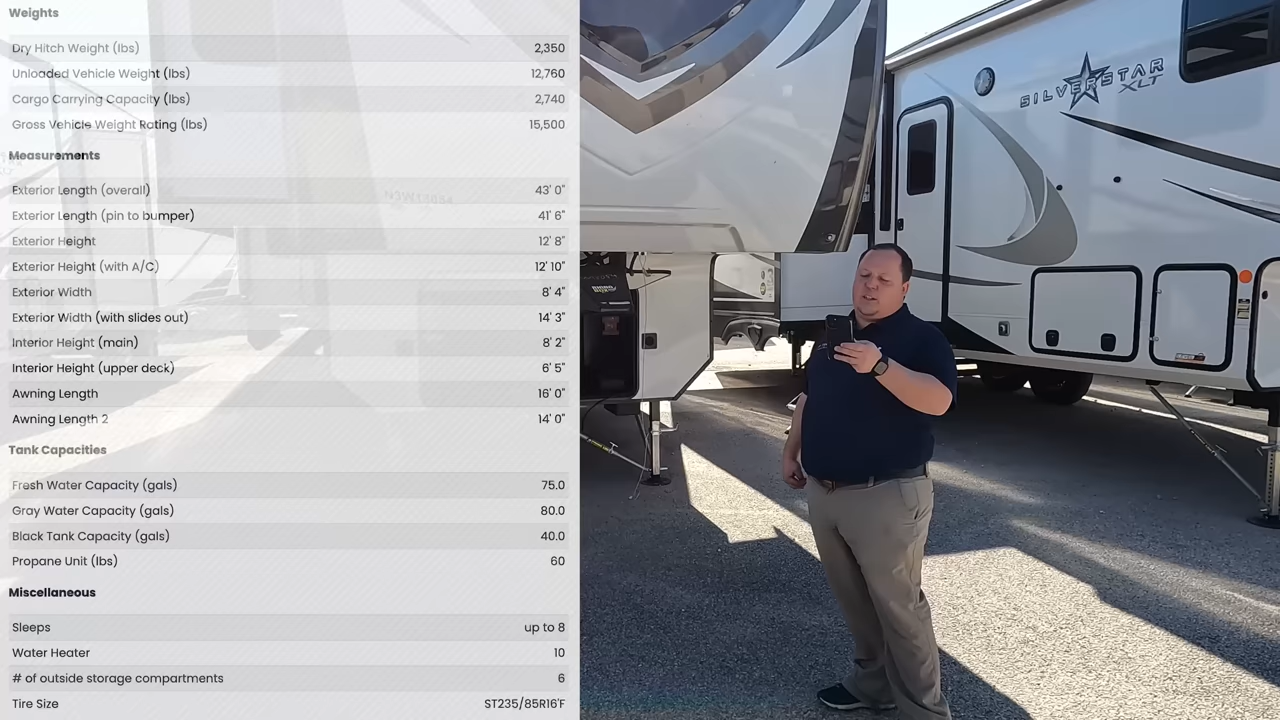 Weights
Dry Hitch Weight (lbs) 2,350
Unloaded Vehicle Weight (lbs) 12,760
Cargo Carrying Capacity (lbs) 2,740
Gross Vehicle Weight Rating (lbs) 15,500
Measurements
Exterior Length (overall) 43' 0"
Exterior Length (pin to bumper) 41' 6"
Exterior Height 12' 8"
Exterior Height (with A/C) 12' 10"
Exterior Width 8' 4"
Exterior Width (with slides out) 14' 3"
Interior Height (main) 8' 2"
Interior Height (upper deck) 6' 5"
Awning Length 16' 0"
Awning Length 2 14' 0"
Tank Capacities
Fresh Water Capacity (gals) 75.0
Gray Water Capacity (gals) 80.0
Black Tank Capacity (gals) 40.0
Propane Unit (lbs) 60
Miscellaneous
Sleeps up to 8
Water Heater 10
# of outside storage compartments 6
Tire Size ST235/85R16'F
SILVERSTAR
XLT